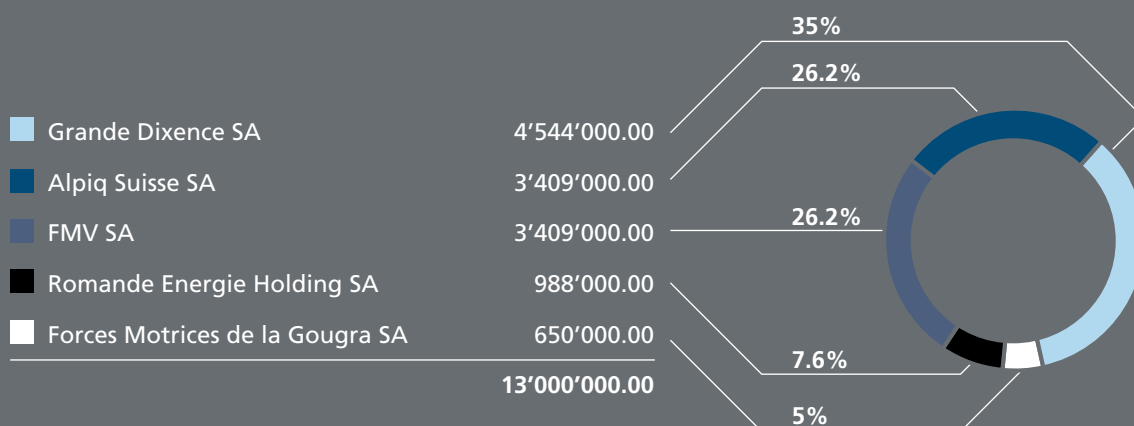 35%
26.2%
Grande Dixence SA 4’544’000.00
Alpiq Suisse SA 3’409’000.00
FMV SA 3’409’000.00
26.2%
Romande Energie Holding SA 988’000.00
Forces Motrices de la Gougra SA 650’000.00
7.6%
13’000’000.00
5%